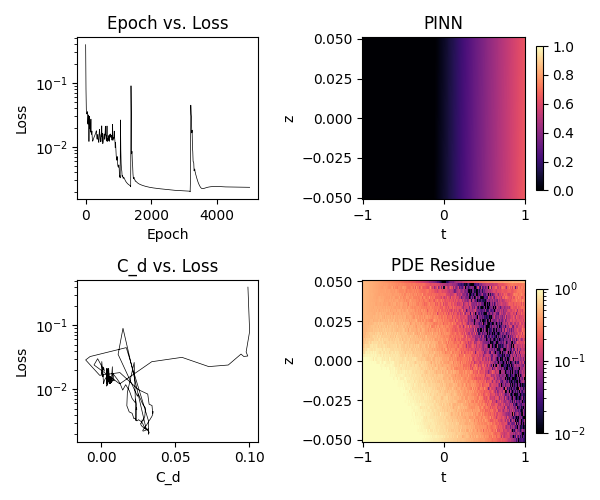 Epoch vs. Loss
Loss
10⁻¹
10⁻²
0 2000 4000
Epoch
PINN
z
0.050
0.025
0.000
−0.025
−0.050
−1 0 1
t
1.0
0.8
0.6
0.4
0.2
0.0
C_d vs. Loss
Loss
10⁻¹
10⁻²
0.00 0.05 0.10
C_d
PDE Residue
z
0.050
0.025
0.000
−0.025
−0.050
−1 0 1
t
10⁰
10⁻¹
10⁻²